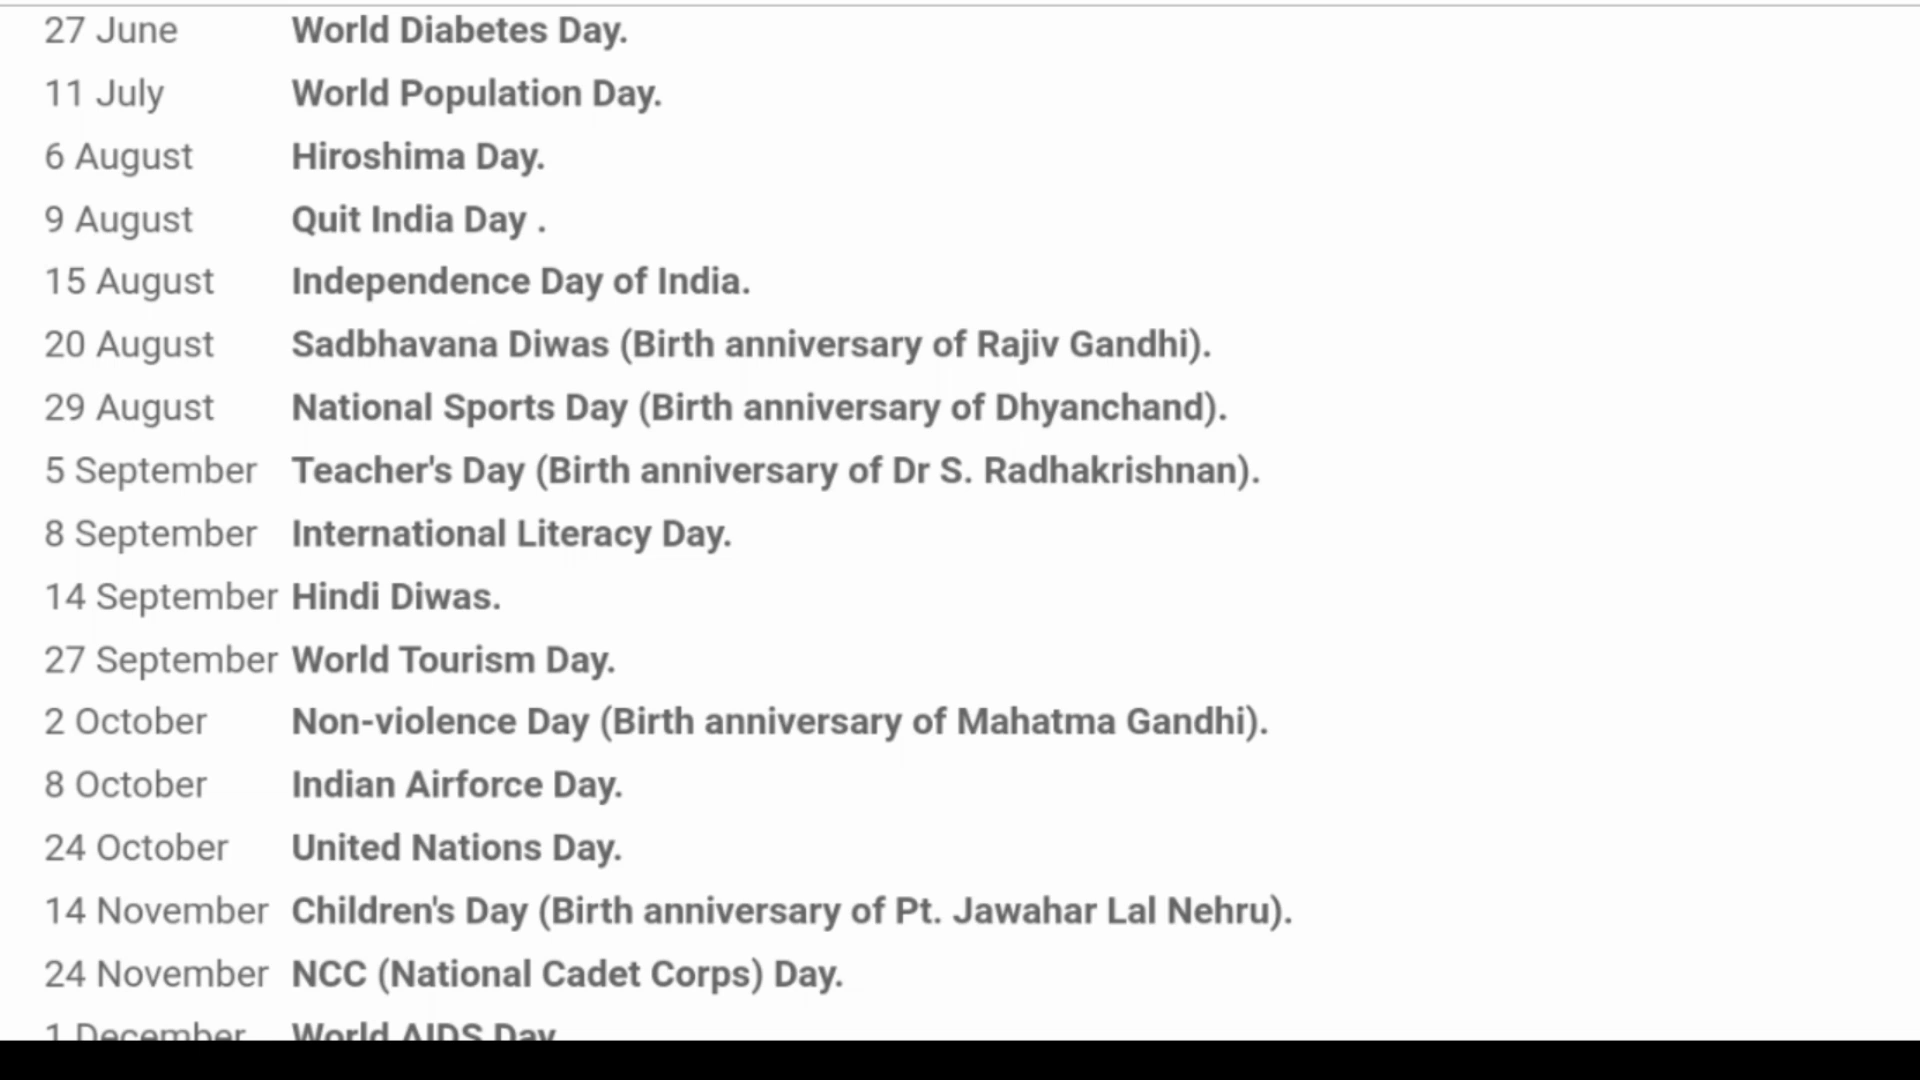 27 June World Diabetes Day.
11 July World Population Day.
6 August Hiroshima Day.
9 August Quit India Day .
15 August Independence Day of India.
20 August Sadbhavana Diwas (Birth anniversary of Rajiv Gandhi).
29 August National Sports Day (Birth anniversary of Dhyanchand).
5 September Teacher's Day (Birth anniversary of Dr S. Radhakrishnan).
8 September International Literacy Day.
14 September Hindi Diwas.
27 September World Tourism Day.
2 October Non-violence Day (Birth anniversary of Mahatma Gandhi).
8 October Indian Airforce Day.
24 October United Nations Day.
14 November Children's Day (Birth anniversary of Pt. Jawahar Lal Nehru).
24 November NCC (National Cadet Corps) Day.
1 December World AIDS Day